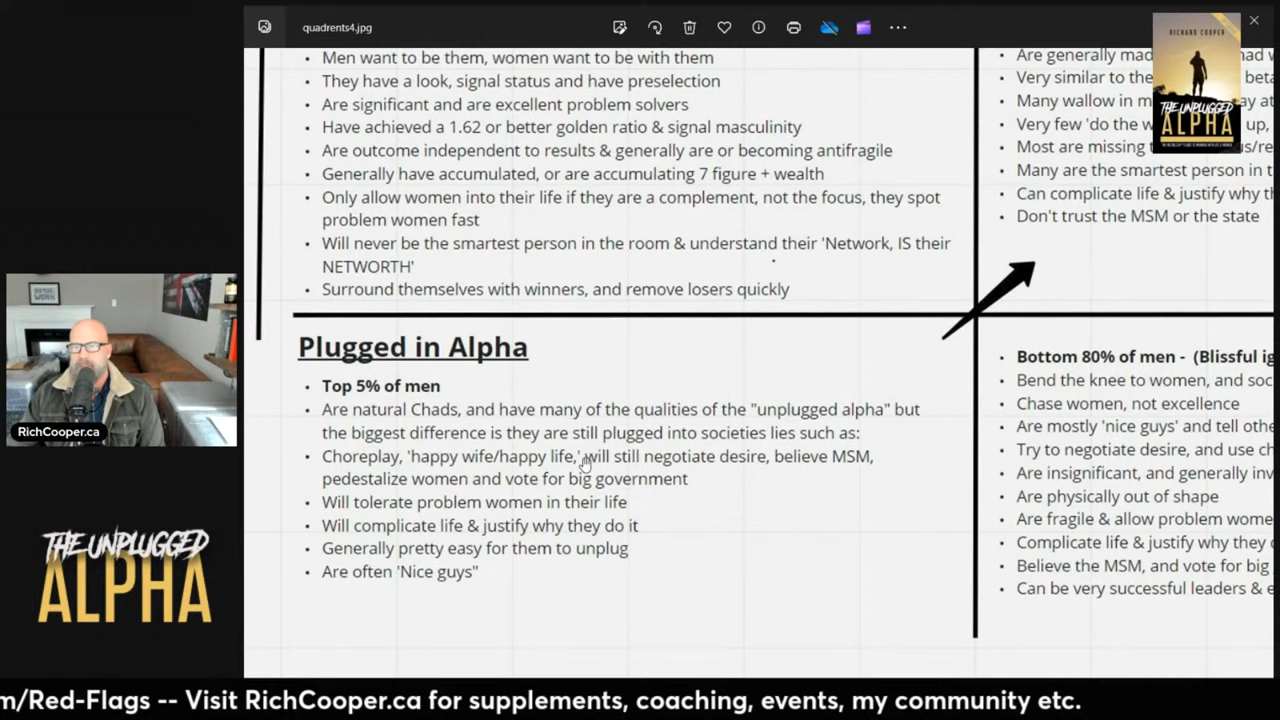 quadrents4.jpg
Men want to be them, women want to be with them
They have a look, signal status and have preselection
Are significant and are excellent problem solvers
Have achieved a 1.62 or better golden ratio & signal masculinity
Are outcome independent to results & generally are or becoming antifragile
Generally have accumulated, or are accumulating 7 figure + wealth
Only allow women into their life if they are a complement, not the focus, they spot
problem women fast
Will never be the smartest person in the room & understand their 'Network, IS their
NETWORTH'
Surround themselves with winners, and remove losers quickly
Are generally mad
Very similar to the
Many wallow in
Very few 'do the
Most are missing
Many are the smartest person in
Can complicate life & justify why
Don't trust the MSM or the state
RICHARD COOPER
THE UNPLUGGED
ALPHA
Plugged in Alpha
Top 5% of men
Are natural Chads, and have many of the qualities of the "unplugged alpha" but
the biggest difference is they are still plugged into societies lies such as:
Choreplay, 'happy wife/happy life,' will still negotiate desire, believe MSM,
pedestalize women and vote for big government
Will tolerate problem women in their life
Will complicate life & justify why they do it
Generally pretty easy for them to unplug
Are often 'Nice guys"
Bottom 80% of men - (Blissful ig
Bend the knee to women, and soc
Chase women, not excellence
Are mostly 'nice guys' and tell othe
Try to negotiate desire, and use c
Are insignificant, and generally inv
Are physically out of shape
Are fragile & allow problem wome
Complicate life & justify why they
Believe the MSM, and vote for big
Can be very successful leaders & e
RichCooper.ca
THE UNPLUGGED
ALPHA
m/Red-Flags -- Visit RichCooper.ca for supplements, coaching, events, my community etc.